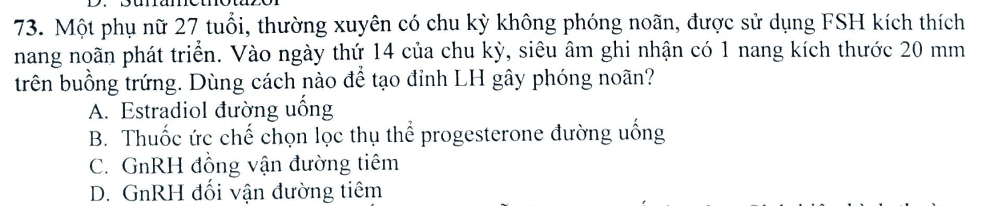 73. Một phụ nữ 27 tuổi, thường xuyên có chu kỳ không phóng noãn, được sử dụng FSH kích thích
nang noãn phát triển. Vào ngày thứ 14 của chu kỳ, siêu âm ghi nhận có 1 nang kích thước 20 mm
trên buồng trứng. Dùng cách nào để tạo đỉnh LH gây phóng noãn?
A. Estradiol đường uống
B. Thuốc ức chế chọn lọc thụ thể progesterone đường uống
C. GnRH đồng vận đường tiêm
D. GnRH đối vận đường tiêm